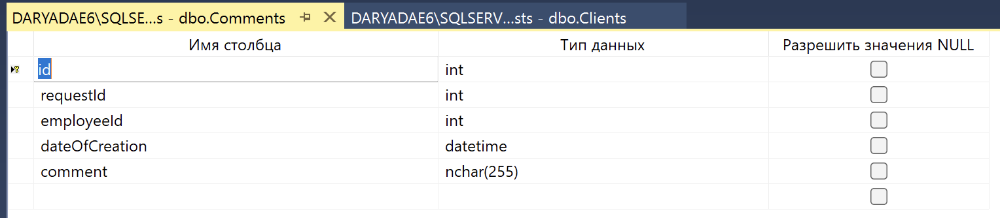 DARYADAE6\SQLSE...s - dbo.Comments DARYADAE6\SQLSERV...sts - dbo.Clients
Имя столбца Тип данных Разрешить значения NULL
id int
requestId int
employeeId int
dateOfCreation datetime
comment nchar(255)